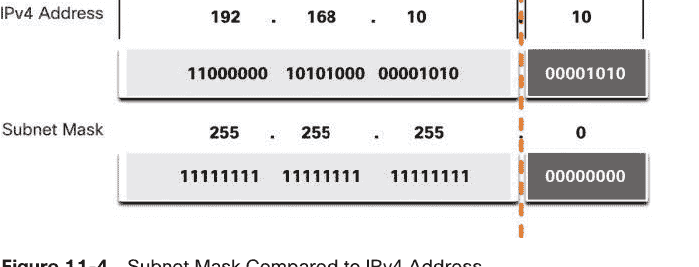 IPv4 Address 192 . 168 . 10 . 10
11000000 10101000 00001010 00001010
Subnet Mask 255 . 255 . 255 . 0
11111111 11111111 11111111 00000000
Figure 11-4 Subnet Mask Compared to IPv4 Address